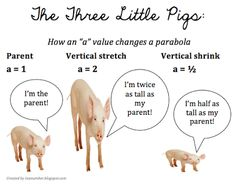 The Three Little Pigs:
How an "a" value changes a parabola
Parent
a = 1
Vertical stretch
a = 2
Vertical shrink
a = ½
I'm the
parent!
I'm twice
as tall as
my
parent!
I'm half as
tall as my
parent!